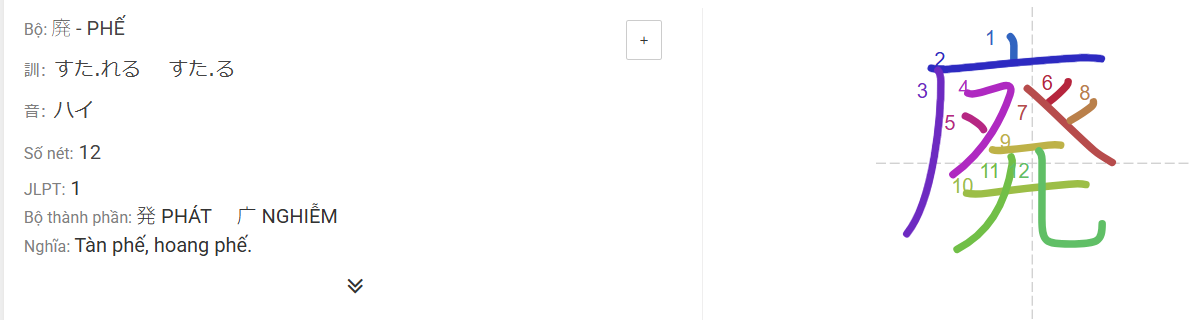 Bộ: 廃 - PHẾ
+
訓: すた.れる すた.る
音: ハイ
Số nét: 12
JLPT: 1
Bộ thành phần: 発 PHÁT 广 NGHIỄM
Nghĩa: Tàn phế, hoang phế.
廃
1
2
3
4
5
6
7
8
9
10
11
12